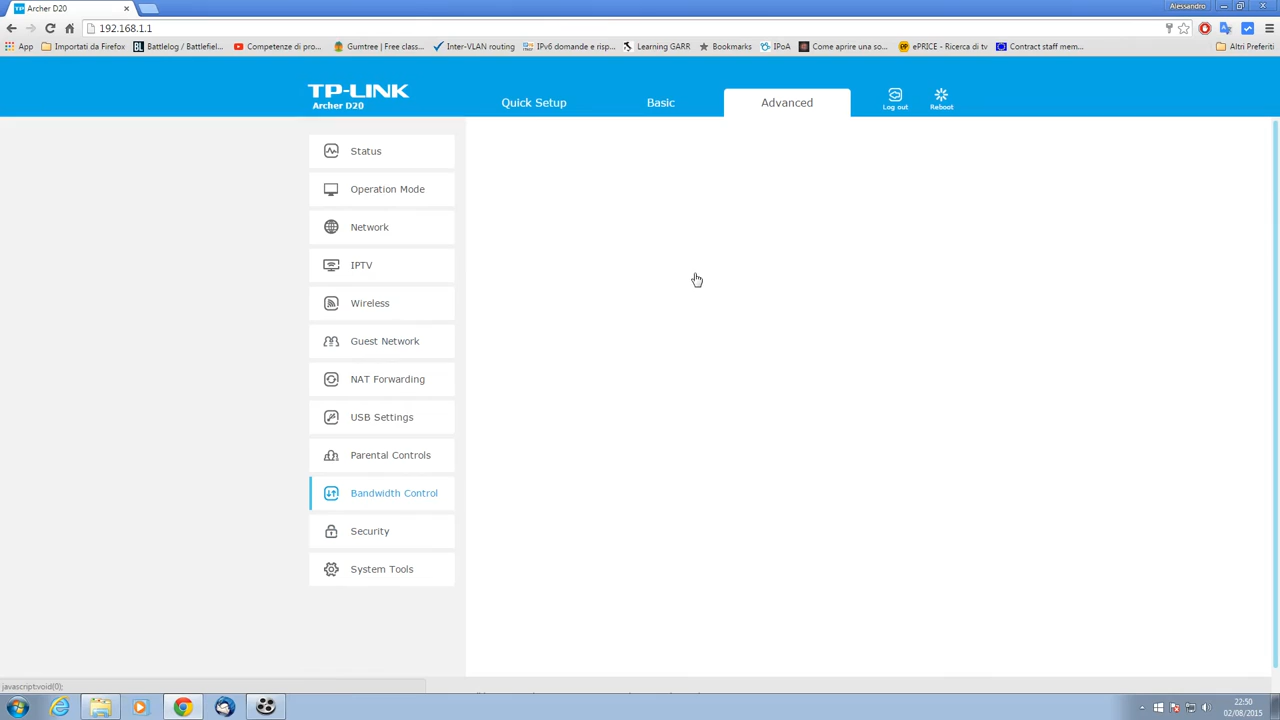 Archer D20
Alessandro
192.168.1.1
App
Importati da Firefox
Battlelog / Battlefiel...
Competenze di pro...
Gumtree | Free class...
Inter-VLAN routing
IPv6 domande e risp...
Learning GARR
Bookmarks
IPoA
Come aprire una so...
ePRICE - Ricerca di tv
Contract staff mem...
Altri Preferiti
TP-LINK
Archer D20
Quick Setup
Basic
Advanced
Log out
Reboot
Status
Operation Mode
Network
IPTV
Wireless
Guest Network
NAT Forwarding
USB Settings
Parental Controls
Bandwidth Control
Security
System Tools
javascript:void(0);
22:50
02/08/2015